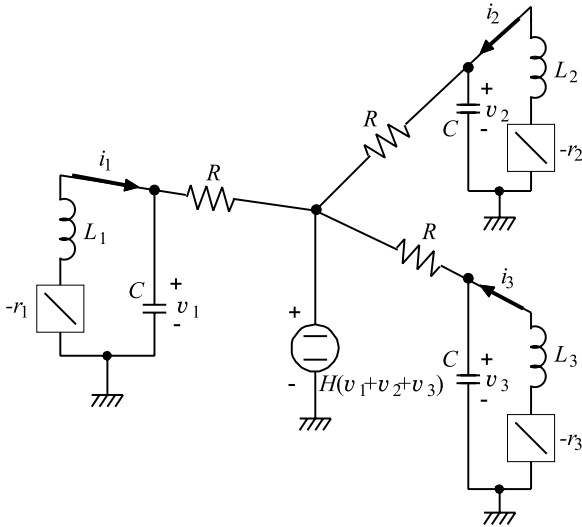 i2
L2
+
R
C
v2
-
-r2
i1
R
L1
R
i3
C
+
v1
-
-r1
+
L3
C
+
v3
-
- H(v1+v2+v3)
-r3